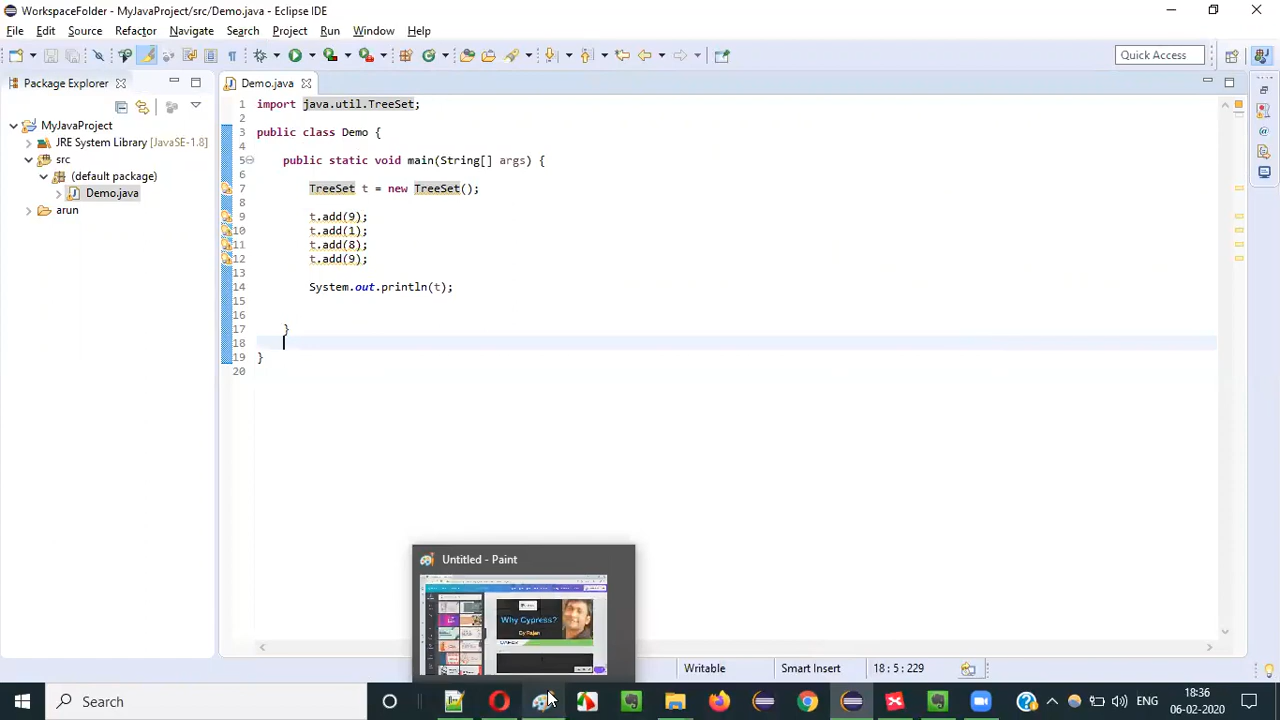 WorkspaceFolder - MyJavaProject/src/Demo.java - Eclipse IDE
File Edit Source Refactor Navigate Search Project Run Window Help
Quick Access
Package Explorer
Demo.java
MyJavaProject
JRE System Library [JavaSE-1.8]
src
(default package)
Demo.java
arun
1 import java.util.TreeSet;
2
3 public class Demo {
4
5 public static void main(String[] args) {
6
7 TreeSet t = new TreeSet();
8
9 t.add(9);
10 t.add(1);
11 t.add(8);
12 t.add(9);
13
14 System.out.println(t);
15
16
17 }
18
19 }
20
Untitled - Paint
Why Cypress?
By Rajan
Writable
Smart Insert
18 : 5 : 229
Search
ENG
18:36
06-02-2020